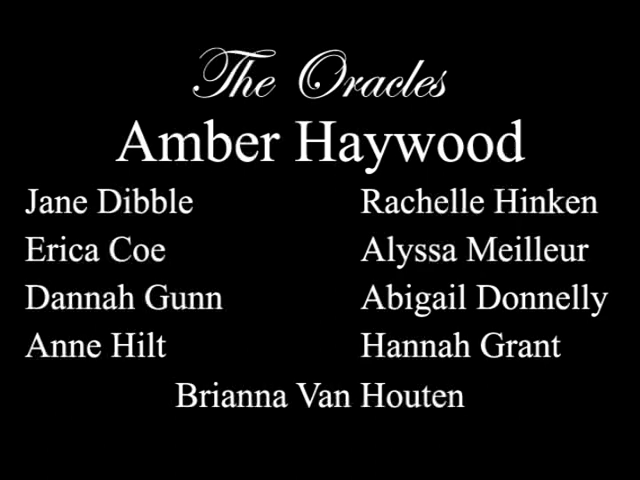 The Oracles
Amber Haywood
Jane Dibble Rachelle Hinken
Erica Coe Alyssa Meilleur
Dannah Gunn Abigail Donnelly
Anne Hilt Hannah Grant
Brianna Van Houten